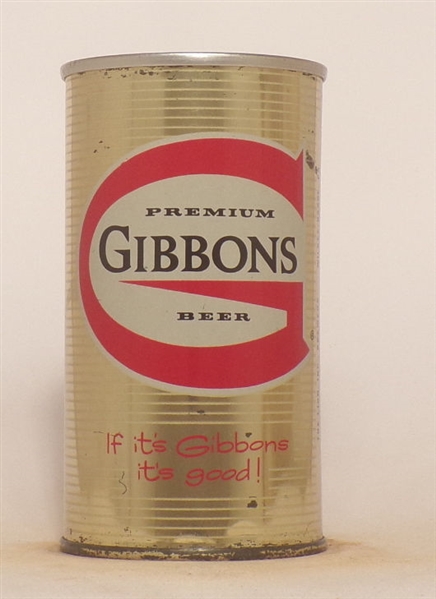 PREMIUM
GIBBONS
BEER
If it's Gibbons
it's good!